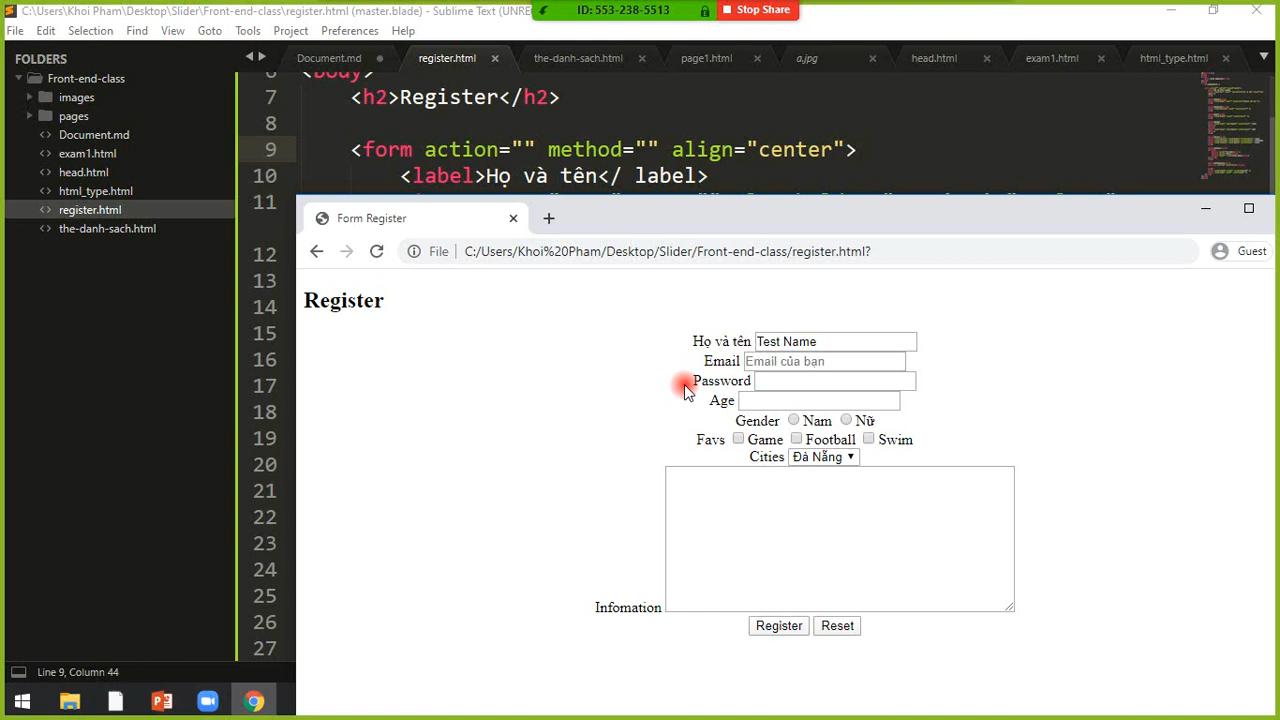 C:\Users\Khoi Pham\Desktop\Slider\Front-end-class\register.html (master.blade) - Sublime Text (UNRE
ID: 553-238-5513
Stop Share
File Edit Selection Find View Goto Tools Project Preferences Help
FOLDERS
Front-end-class
images
pages
Document.md
exam1.html
head.html
html_type.html
register.html
the-danh-sach.html
Document.md register.html the-danh-sach.html page1.html a.jpg head.html exam1.html html_type.html
6 <body>
7 <h2>Register</h2>
8
9 <form action="" method="" align="center">
10 <label>Họ và tên</ label>
11
12
13
14
15
16
17
18
19
20
21
22
23
24
25
26
27
Form Register
File C:/Users/Khoi%20Pham/Desktop/Slider/Front-end-class/register.html?
Guest
Register
Họ và tên Test Name
Email Email của bạn
Password
Age
Gender Nam Nữ
Favs Game Football Swim
Cities Đà Nẵng
Infomation
Register Reset
Line 9, Column 44